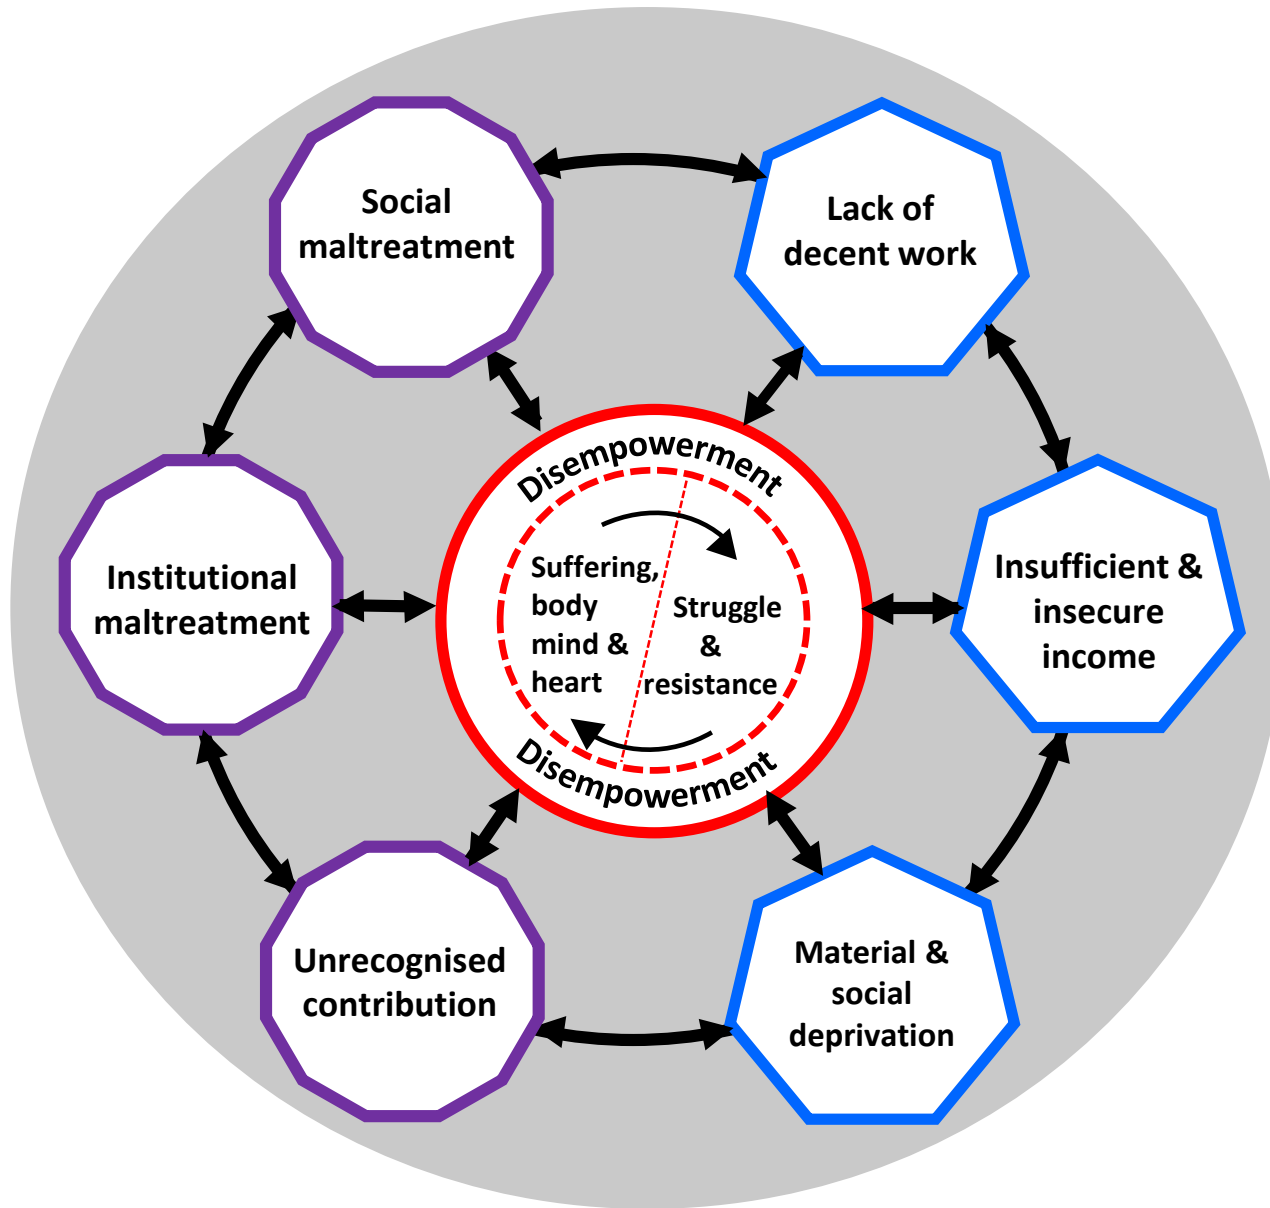 Social
maltreatment
Lack of
decent work
Disempowerment
Suffering,
body
mind &
heart
Struggle
&
resistance
Disempowerment
Institutional
maltreatment
Insufficient &
insecure
income
Unrecognised
contribution
Material &
social
deprivation